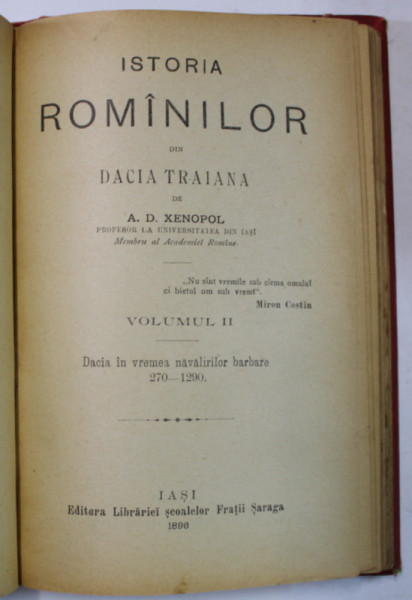 ISTORIA
ROMÎNILOR
DIN
DACIA TRAIANA
DE
A. D. XENOPOL
PROFESOR LA UNIVERSITATEA DIN IAȘI
Membru al Academiei Romîne.
„Nu sînt vremile sub cîrma omului
ci bietul om sub vremi“.
Miron Costin
VOLUMUL II
Dacia în vremea năvălirilor barbare
270—1290.
IAȘI
Editura Librăriei școalelor Frații Șaraga
1896